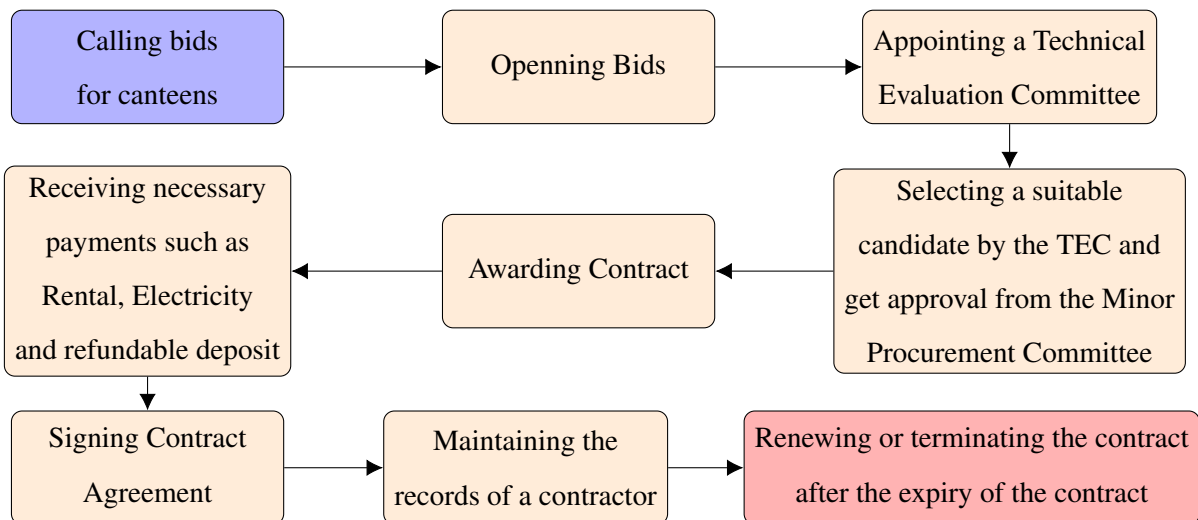 Calling bids
for canteens
Openning Bids
Appointing a Technical
Evaluation Committee
Selecting a suitable
candidate by the TEC and
get approval from the Minor
Procurement Committee
Awarding Contract
Receiving necessary
payments such as
Rental, Electricity
and refundable deposit
Signing Contract
Agreement
Maintaining the
records of a contractor
Renewing or terminating the contract
after the expiry of the contract